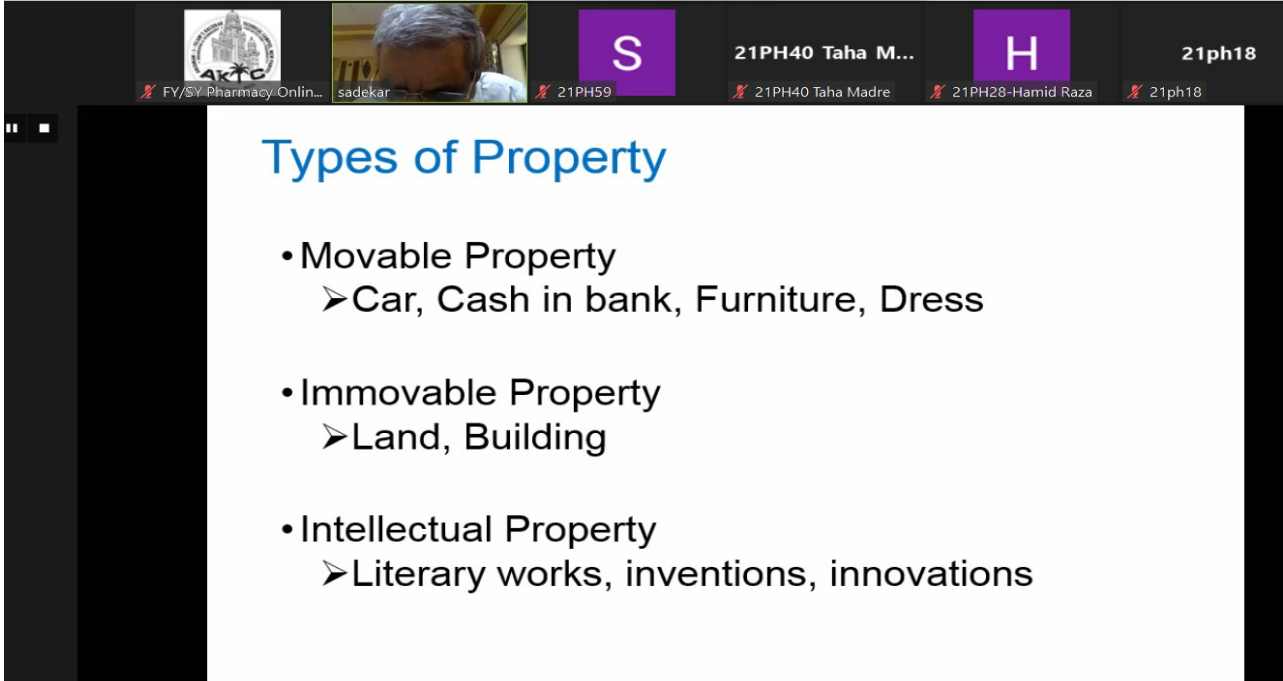 AKTC
S
21PH40 Taha M...
H
21ph18
FY/SY Pharmacy Onlin...
sadekar
21PH59
21PH40 Taha Madre
21PH28-Hamid Raza
21ph18
Types of Property
•Movable Property
➢Car, Cash in bank, Furniture, Dress
•Immovable Property
➢Land, Building
•Intellectual Property
➢Literary works, inventions, innovations